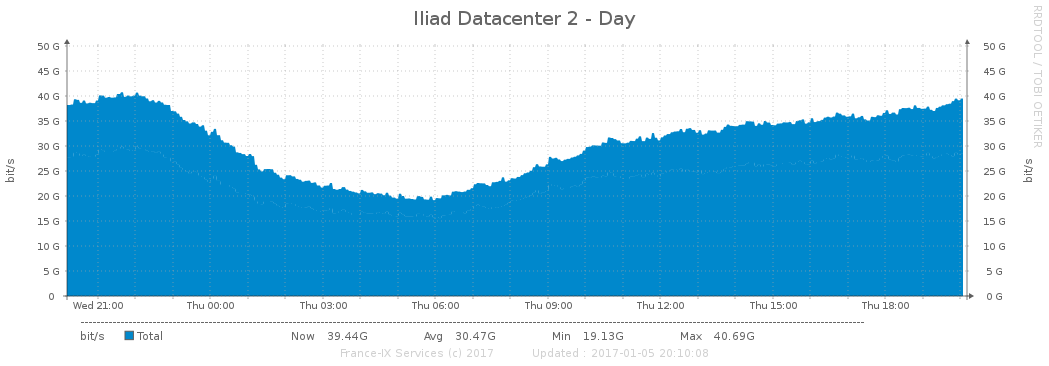 Iliad Datacenter 2 - Day
RRDTOOL / TOBI OETIKER
50 G 50 G
45 G 45 G
40 G 40 G
35 G 35 G
30 G 30 G
25 G 25 G
20 G 20 G
15 G 15 G
10 G 10 G
5 G 5 G
0 0 G
bit/s bit/s
Wed 21:00 Thu 00:00 Thu 03:00 Thu 06:00 Thu 09:00 Thu 12:00 Thu 15:00 Thu 18:00
bit/s Total Now 39.44G Avg 30.47G Min 19.13G Max 40.69G
France-IX Services (c) 2017 Updated : 2017-01-05 20:10:08